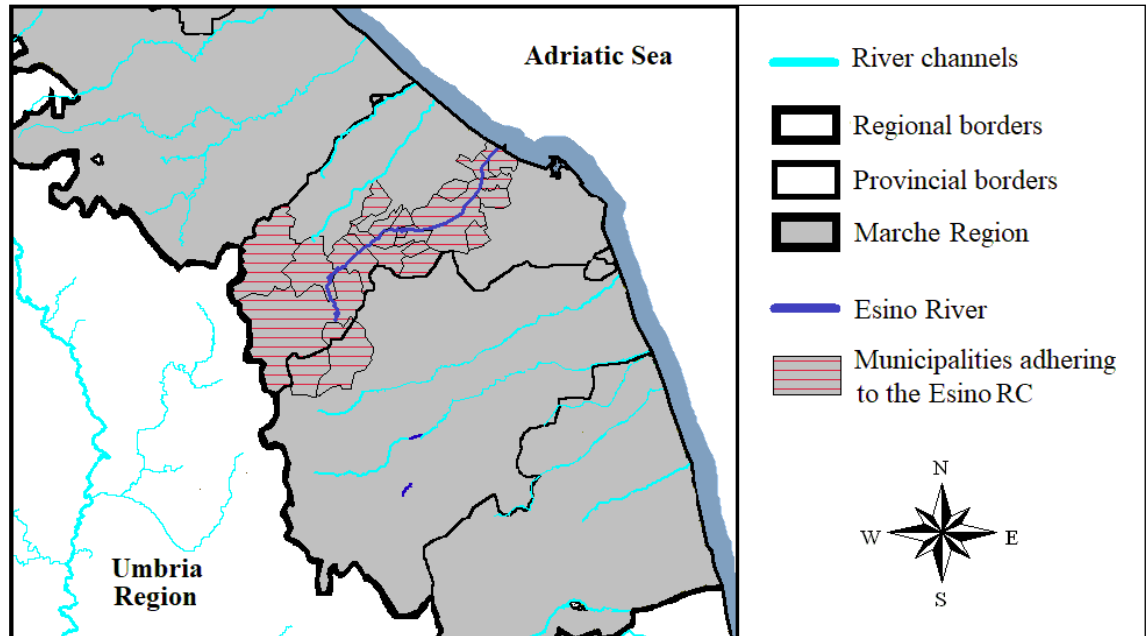 Adriatic Sea
Umbria
Region
River channels
Regional borders
Provincial borders
Marche Region
Esino River
Municipalities adhering
to the Esino RC
N
W
E
S